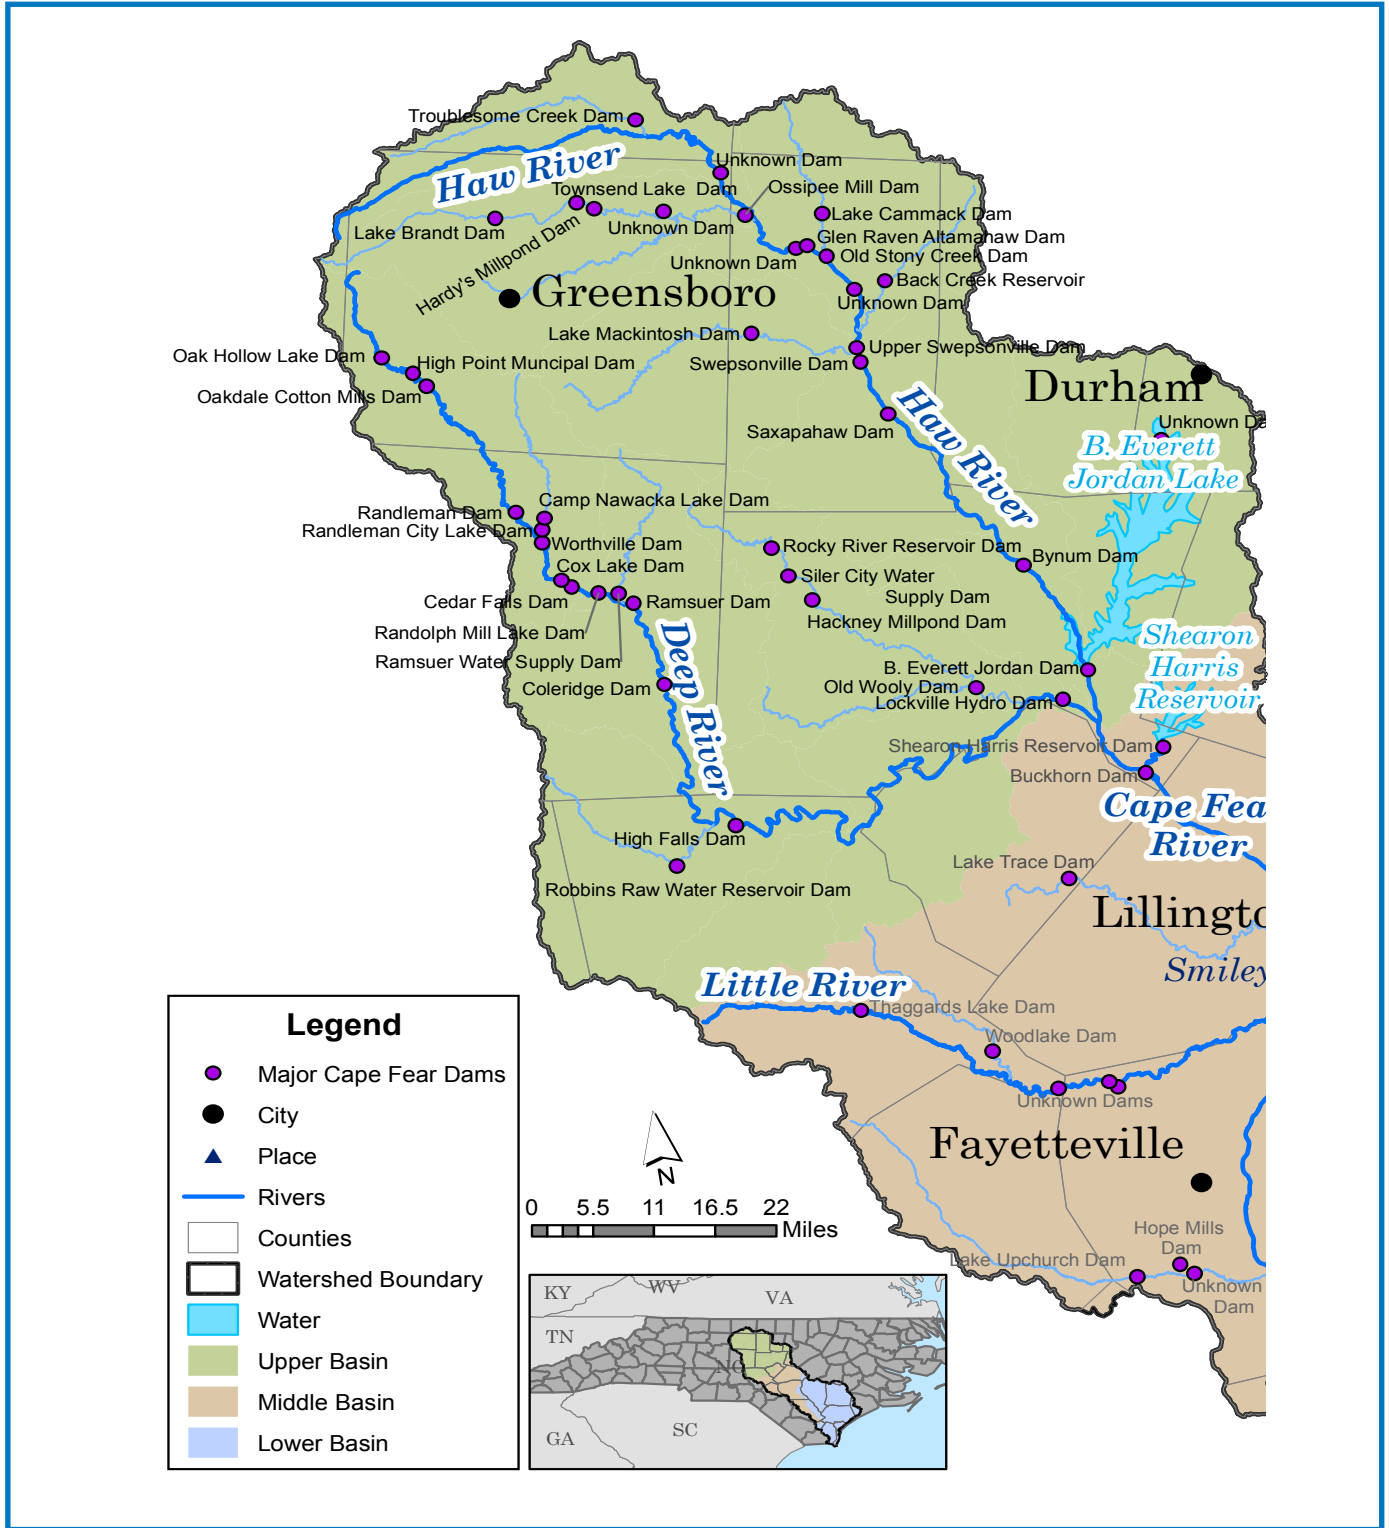 Troublesome Creek Dam
Haw River
Unknown Dam
Townsend Lake Dam
Ossipee Mill Dam
Lake Brandt Dam
Hardy's Millpond Dam
Unknown Dam
Lake Cammack Dam
Glen Raven Altamahaw Dam
Unknown Dam
Old Stony Creek Dam
Back Creek Reservoir
Greensboro
Unknown Dam
Lake Mackintosh Dam
Upper Swepsonville Dam
Oak Hollow Lake Dam
High Point Muncipal Dam
Swepsonville Dam
Oakdale Cotton Mills Dam
Durham
Haw River
Saxapahaw Dam
Unknown Da
B. Everett
Jordan Lake
Camp Nawacka Lake Dam
Randleman Dam
Randleman City Lake Dam
Worthville Dam
Rocky River Reservoir Dam
Bynum Dam
Cox Lake Dam
Siler City Water
Supply Dam
Cedar Falls Dam
Ramsuer Dam
Hackney Millpond Dam
Randolph Mill Lake Dam
Ramsuer Water Supply Dam
Deep River
Shearon
Harris
Reservoir
B. Everett Jordan Dam
Coleridge Dam
Old Wooly Dam
Lockville Hydro Dam
Shearon Harris Reservoir Dam
Buckhorn Dam
Cape Fea
River
High Falls Dam
Lake Trace Dam
Robbins Raw Water Reservoir Dam
Lillingto
Smiley
Little River
Thaggards Lake Dam
Woodlake Dam
Unknown Dams
Fayetteville
Hope Mills
Dam
Lake Upchurch Dam
Unknown
Dam
Legend
Major Cape Fear Dams
City
Place
Rivers
Counties
Watershed Boundary
Water
Upper Basin
Middle Basin
Lower Basin
N
0 5.5 11 16.5 22
Miles
KY
WV
VA
TN
NC
SC
GA